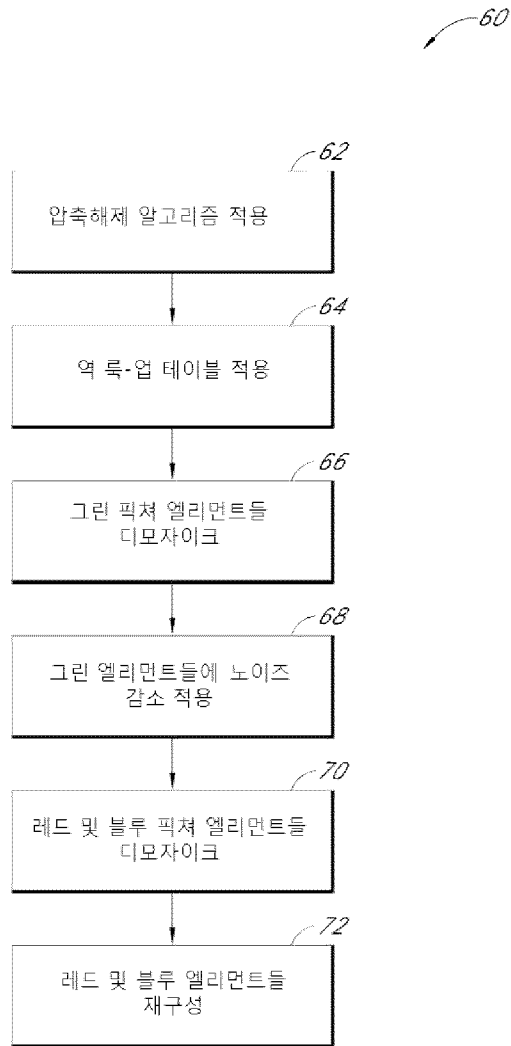 60
62
압축해제 알고리즘 적용
64
역 룩-업 테이블 적용
66
그린 픽쳐 엘리먼트들
디모자이크
68
그린 엘리먼트들에 노이즈
감소 적용
70
레드 및 블루 픽쳐 엘리먼트들
디모자이크
72
레드 및 블루 엘리먼트들
재구성